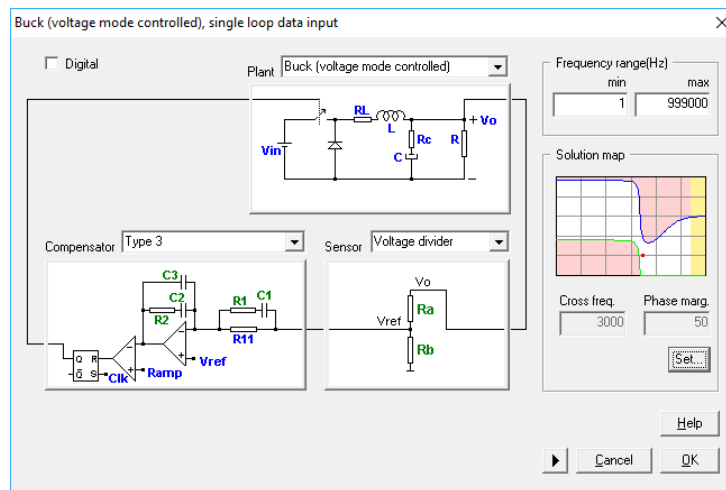 Buck (voltage mode controlled), single loop data input
Digital
Plant Buck (voltage mode controlled)
RL
L
Vin
Rc
C
R
+ Vo
Frequency range(Hz)
min max
1 999000
Solution map
Cross freq. Phase marg.
3000 50
Set...
Compensator Type 3
C3
C2
R2
R1 C1
R11
Vref
Ramp
Clk
Q R
Q̅ S
Sensor Voltage divider
Vo
Ra
Vref
Rb
Help
Cancel OK